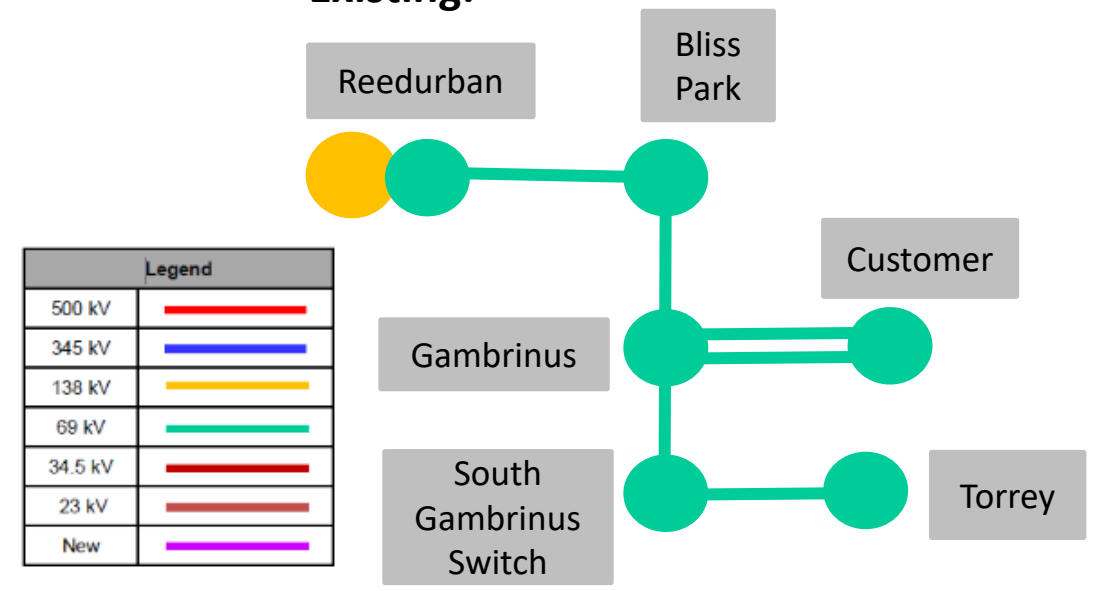 Existing:
Reedurban
Bliss
Park
Customer
Legend
500 kV
345 kV
138 kV
69 kV
34.5 kV
23 kV
New
Gambrinus
South
Gambrinus
Switch
Torrey